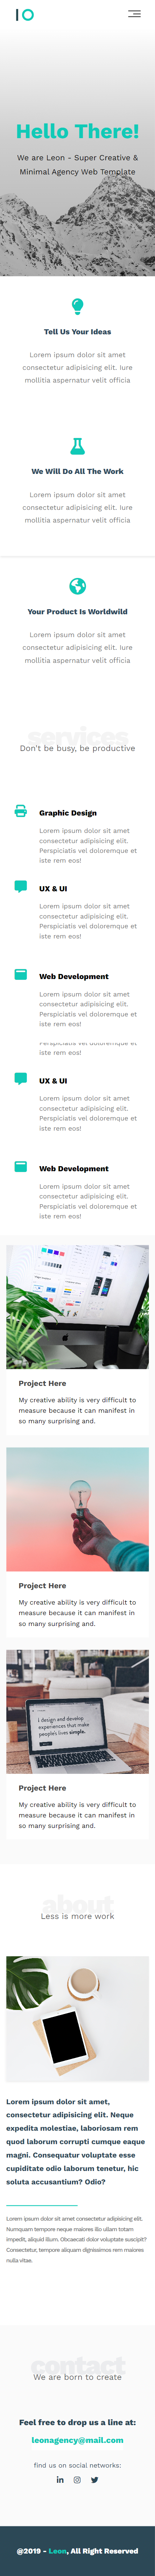 IO
Hello There!
We are Leon - Super Creative &
Minimal Agency Web Template
Tell Us Your Ideas
Lorem ipsum dolor sit amet
consectetur adipisicing elit. Iure
mollitia aspernatur velit officia
We Will Do All The Work
Lorem ipsum dolor sit amet
consectetur adipisicing elit. Iure
mollitia aspernatur velit officia
Your Product Is Worldwild
Lorem ipsum dolor sit amet
consectetur adipisicing elit. Iure
mollitia aspernatur velit officia
services
Don't be busy, be productive
Graphic Design
Lorem ipsum dolor sit amet
consectetur adipisicing elit.
Perspiciatis vel doloremque et
iste rem eos!
UX & UI
Lorem ipsum dolor sit amet
consectetur adipisicing elit.
Perspiciatis vel doloremque et
iste rem eos!
Web Development
Lorem ipsum dolor sit amet
consectetur adipisicing elit.
Perspiciatis vel doloremque et
iste rem eos!
Perspiciatis vel doloremque et
iste rem eos!
UX & UI
Lorem ipsum dolor sit amet
consectetur adipisicing elit.
Perspiciatis vel doloremque et
iste rem eos!
Web Development
Lorem ipsum dolor sit amet
consectetur adipisicing elit.
Perspiciatis vel doloremque et
iste rem eos!
Project Here
My creative ability is very difficult to
measure because it can manifest in
so many surprising and.
Project Here
My creative ability is very difficult to
measure because it can manifest in
so many surprising and.
I design and develop
experiences that make
people's lives simple.
Project Here
My creative ability is very difficult to
measure because it can manifest in
so many surprising and.
about
Less is more work
Lorem ipsum dolor sit amet,
consectetur adipisicing elit. Neque
expedita molestiae, laboriosam rem
quod laborum corrupti cumque eaque
magni. Consequatur voluptate esse
cupiditate odio laborum tenetur, hic
soluta accusantium? Odio?
Lorem ipsum dolor sit amet consectetur adipisicing elit.
Numquam tempore neque maiores illo ullam totam
impedit, aliquid illum. Obcaecati dolor voluptate suscipit?
Consectetur, tempore aliquam dignissimos rem maiores
nulla vitae.
contact
We are born to create
Feel free to drop us a line at:
leonagency@mail.com
find us on social networks:
@2019 - Leon, All Right Reserved